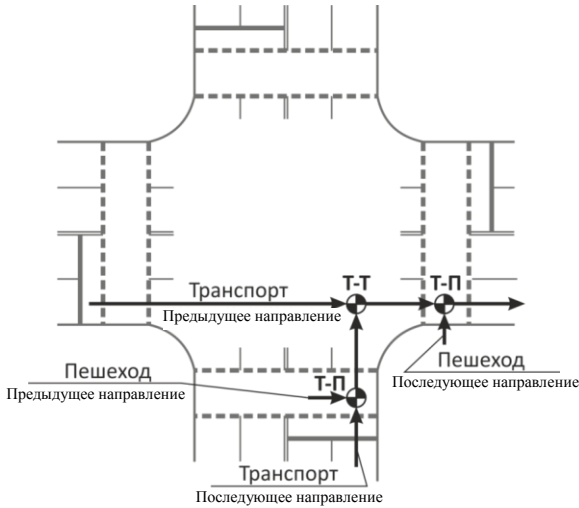 Т-Т
Т-П
Транспорт
Предыдущее направление
Пешеход
Последующее направление
Пешеход
Предыдущее направление
Т-П
Транспорт
Последующее направление